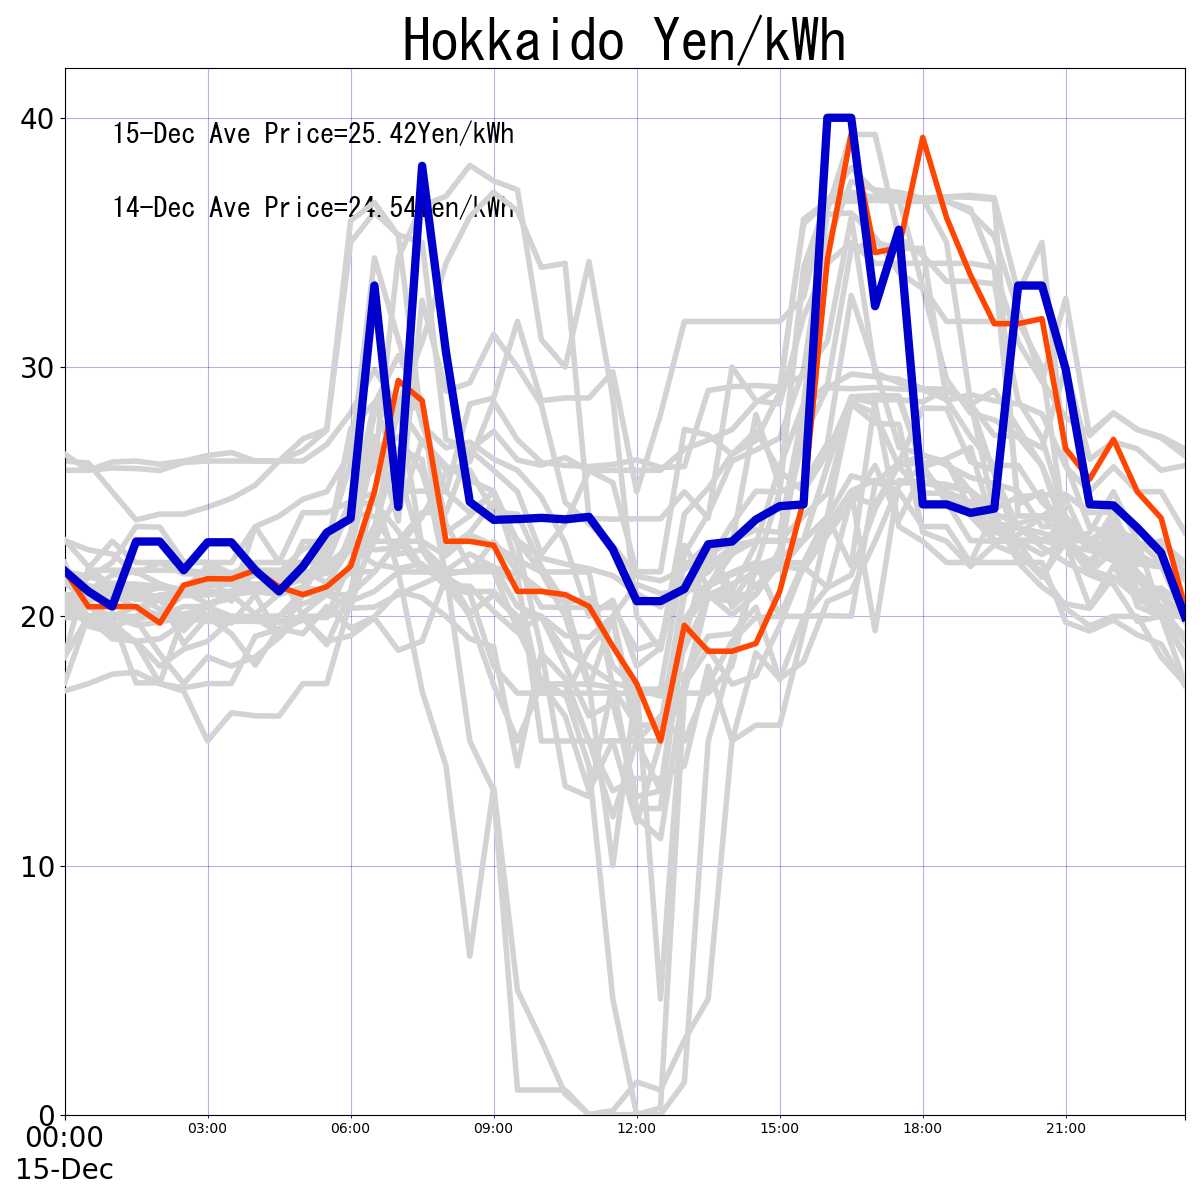 Hokkaido Yen/kWh
40
15-Dec Ave Price=25.42Yen/kWh
14-Dec Ave Price=24.54Yen/kWh
30
20
10
0
00:00 03:00 06:00 09:00 12:00 15:00 18:00 21:00
15-Dec